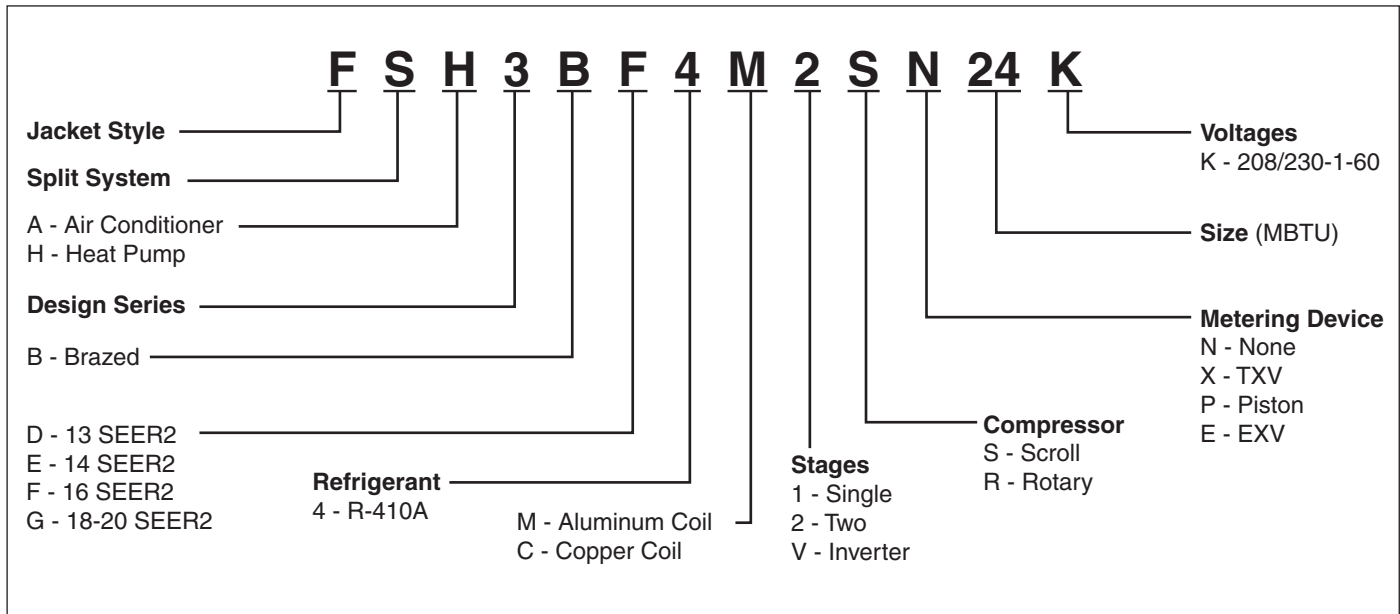 F S H 3 B F 4 M 2 S N 24 K
Jacket Style
Split System
A - Air Conditioner
H - Heat Pump
Design Series
B - Brazed
D - 13 SEER2
E - 14 SEER2
F - 16 SEER2
G - 18-20 SEER2
Refrigerant
4 - R-410A
M - Aluminum Coil
C - Copper Coil
Stages
1 - Single
2 - Two
V - Inverter
Compressor
S - Scroll
R - Rotary
Metering Device
N - None
X - TXV
P - Piston
E - EXV
Size (MBTU)
Voltages
K - 208/230-1-60